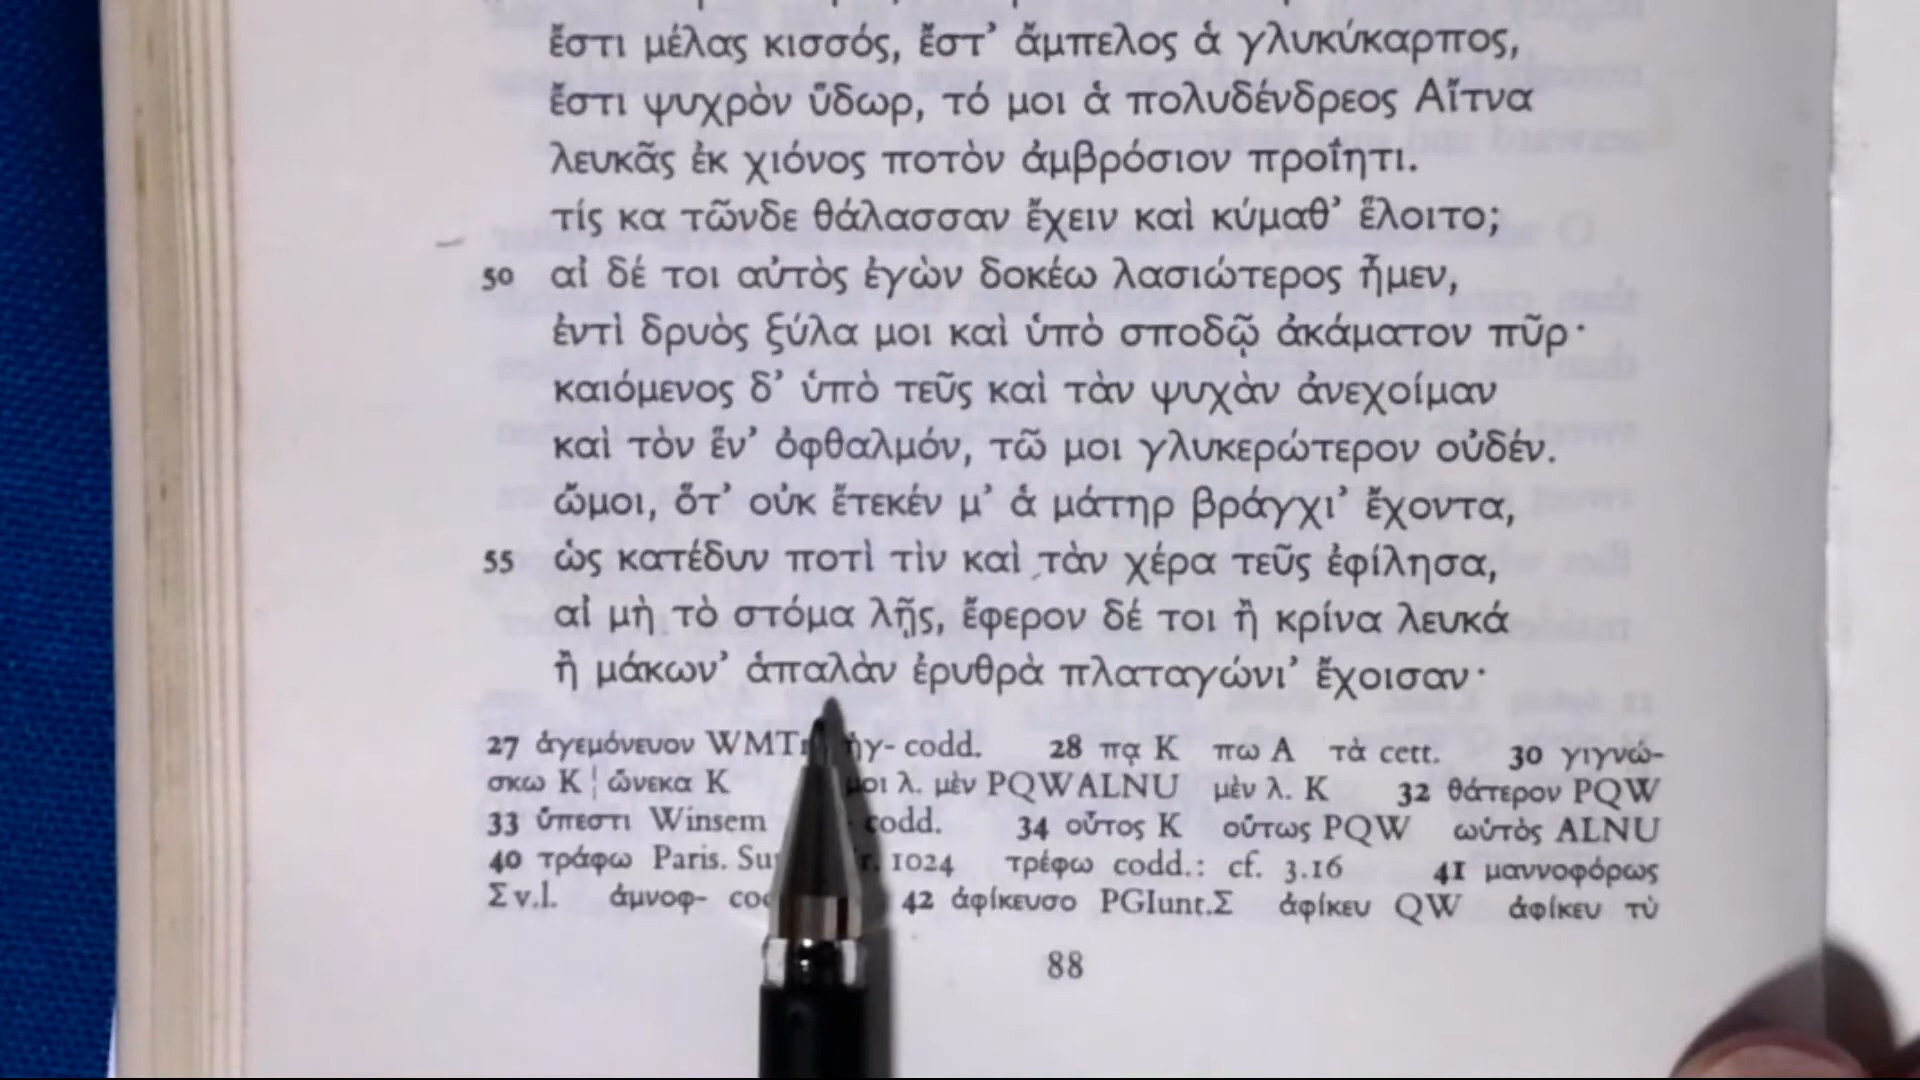 ἔστι μέλας κισσός, ἔστ’ ἄμπελος ἁ γλυκύκαρπος,
ἔστι ψυχρὸν ὕδωρ, τό μοι ἁ πολυδένδρεος Αἴτνα
λευκᾶς ἐκ χιόνος ποτὸν ἀμβρόσιον προΐητι.
τίς κα τῶνδε θάλασσαν ἔχειν καὶ κύμαθ’ ἕλοιτο;
50 αἰ δέ τοι αὐτὸς ἐγὼν δοκέω λασιώτερος ἦμεν,
ἐντὶ δρυὸς ξύλα μοι καὶ ὑπὸ σποδῷ ἀκάματον πῦρ·
καιόμενος δ’ ὑπὸ τεῦς καὶ τὰν ψυχὰν ἀνεχοίμαν
καὶ τὸν ἕν’ ὀφθαλμόν, τῶ μοι γλυκερώτερον οὐδέν.
ὤμοι, ὅτ’ οὐκ ἔτεκέν μ’ ἁ μάτηρ βράγχι’ ἔχοντα,
55 ὡς κατέδυν ποτὶ τὶν καὶ τὰν χέρα τεῦς ἐφίλησα,
αἰ μὴ τὸ στόμα λῇς, ἔφερον δέ τοι ἢ κρίνα λευκά
ἢ μάκων’ ἁπαλὰν ἐρυθρὰ πλαταγώνι’ ἔχοισαν·
27 ἁγεμόνευον WMTr ἡγ- codd. 28 πᾳ K πω A τὰ cett. 30 γιγνώ-
σκω K ¦ ὥνεκα K μοι λ. μὲν PQWALNU μὲν λ. K 32 θάτερον PQW
33 ὕπεστι Winsem codd. 34 οὗτος K οὕτως PQW ωὑτὸς ALNU
40 τράφω Paris. 1024 τρέφω codd.: cf. 3.16 41 μαννοφόρως
Σ v.l. ἀμνοφ- 42 ἀφίκευσο PGIunt.Σ ἀφίκευ QW ἀφίκευ τὺ
88